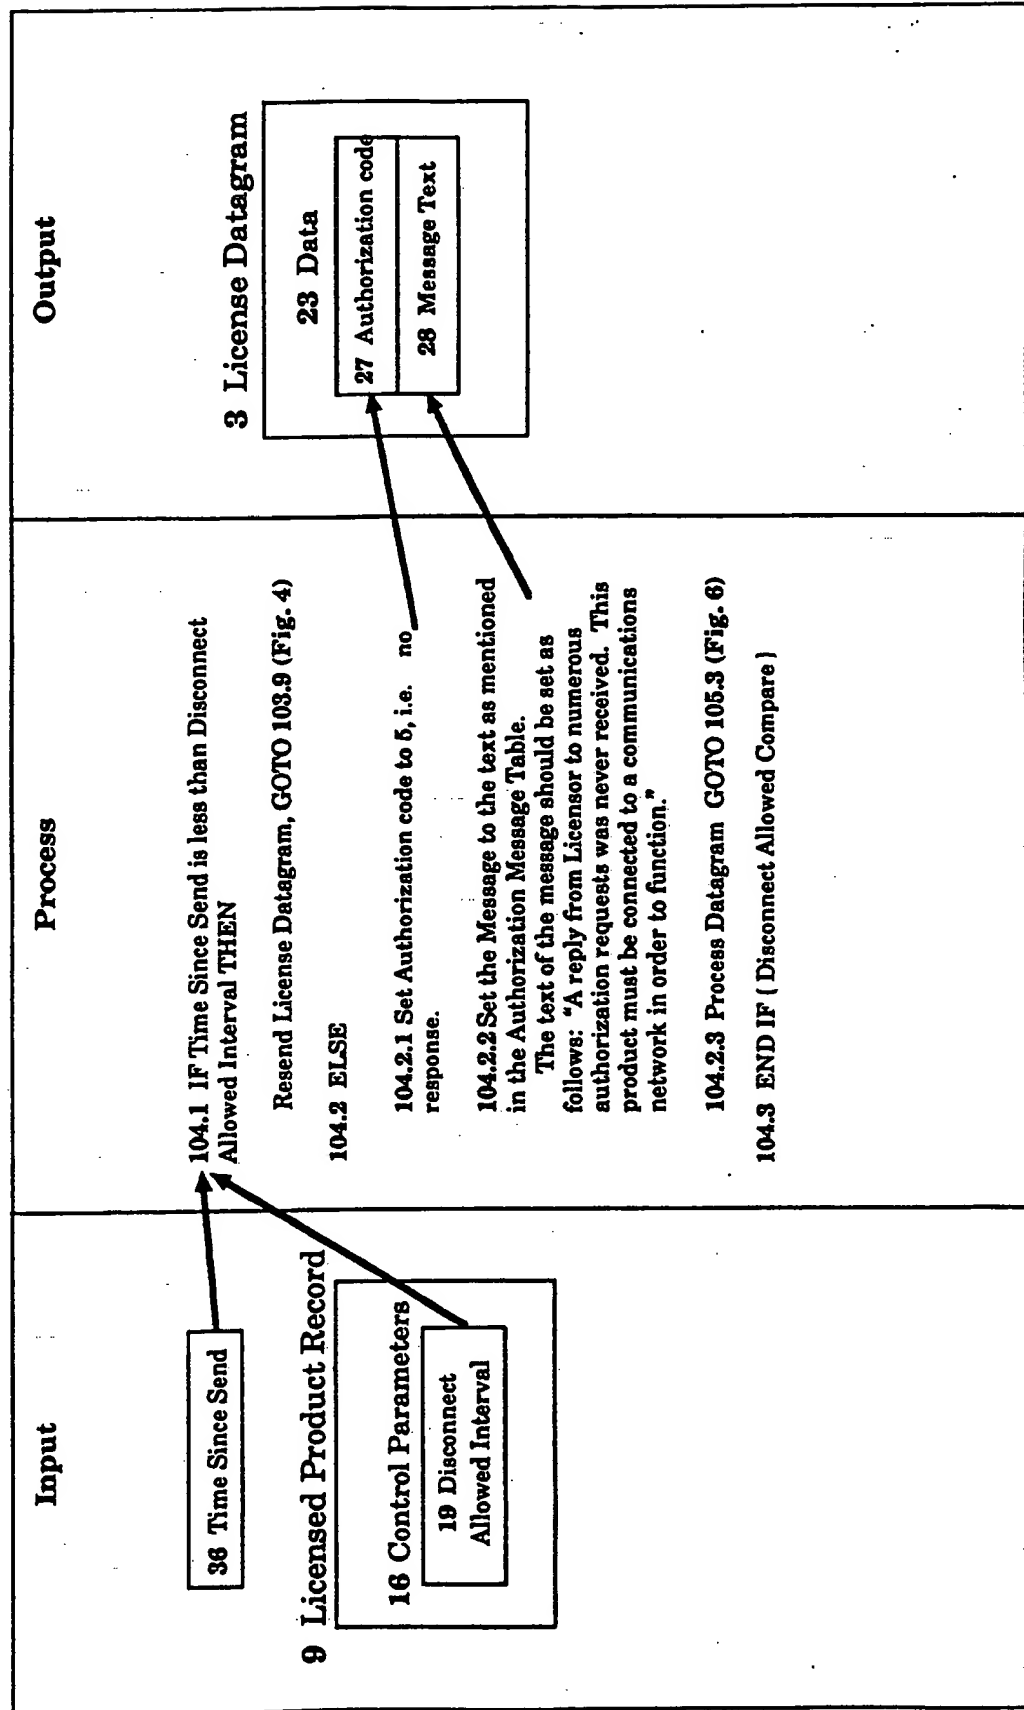 Input
36 Time Since Send
9 Licensed Product Record
16 Control Parameters
19 Disconnect
Allowed Interval
Process
104.1 IF Time Since Send is less than Disconnect
Allowed Interval THEN
Resend License Datagram, GOTO 103.9 (Fig. 4)
104.2 ELSE
104.2.1 Set Authorization code to 5, i.e. no
response.
104.2.2 Set the Message to the text as mentioned
in the Authorization Message Table.
The text of the message should be set as
follows: "A reply from Licensor to numerous
authorization requests was never received. This
product must be connected to a communications
network in order to function."
104.2.3 Process Datagram GOTO 105.3 (Fig. 6)
104.3 END IF ( Disconnect Allowed Compare )
Output
3 License Datagram
23 Data
27 Authorization code
28 Message Text